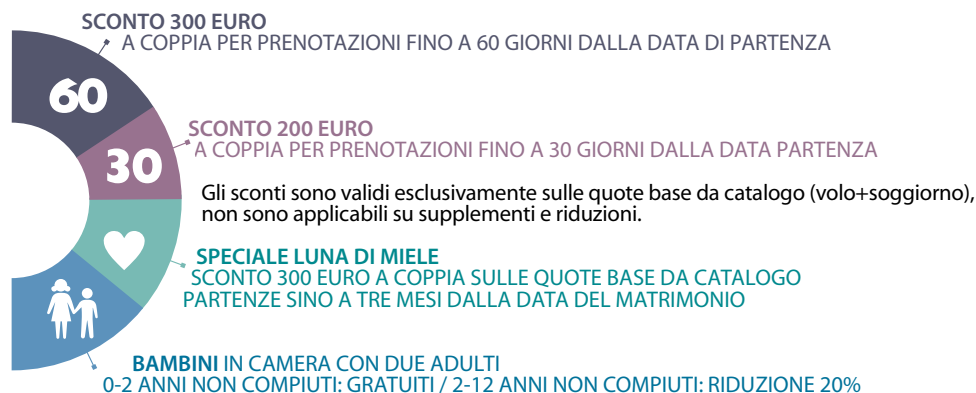 SCONTO 300 EURO
A COPPIA PER PRENOTAZIONI FINO A 60 GIORNI DALLA DATA DI PARTENZA
60
SCONTO 200 EURO
A COPPIA PER PRENOTAZIONI FINO A 30 GIORNI DALLA DATA PARTENZA
30
Gli sconti sono validi esclusivamente sulle quote base da catalogo (volo+soggiorno),
non sono applicabili su supplementi e riduzioni.
SPECIALE LUNA DI MIELE
SCONTO 300 EURO A COPPIA SULLE QUOTE BASE DA CATALOGO
PARTENZE SINO A TRE MESI DALLA DATA DEL MATRIMONIO
BAMBINI IN CAMERA CON DUE ADULTI
0-2 ANNI NON COMPIUTI: GRATUITI / 2-12 ANNI NON COMPIUTI: RIDUZIONE 20%